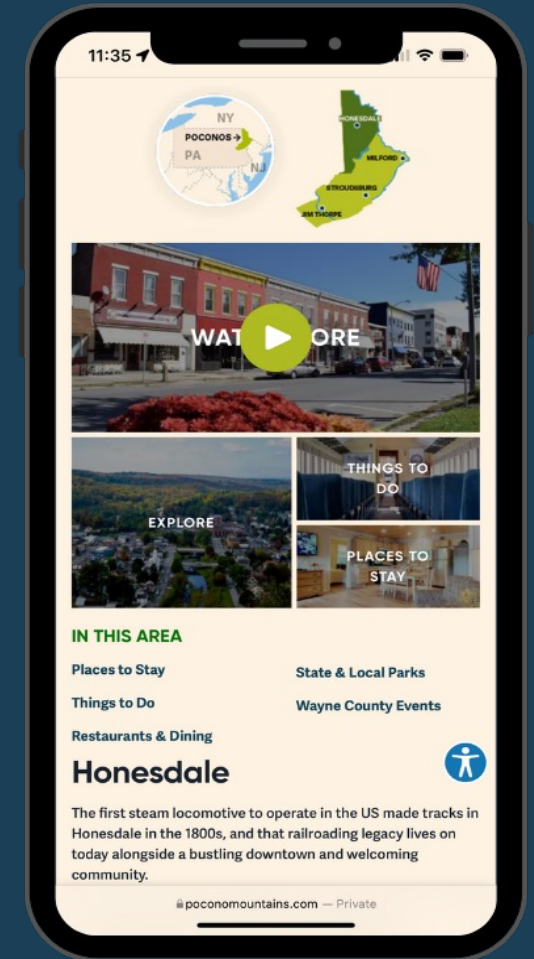 11:35
NY
POCONOS→
PA
NJ
HONESDALE
MILFORD
STROUDSBURG
JIM THORPE
WAT ORE
EXPLORE
THINGS TO
DO
PLACES TO
STAY
IN THIS AREA
Places to Stay
State & Local Parks
Things to Do
Wayne County Events
Restaurants & Dining
Honesdale
The first steam locomotive to operate in the US made tracks in
Honesdale in the 1800s, and that railroading legacy lives on
today alongside a bustling downtown and welcoming
community.
poconomountains.com — Private